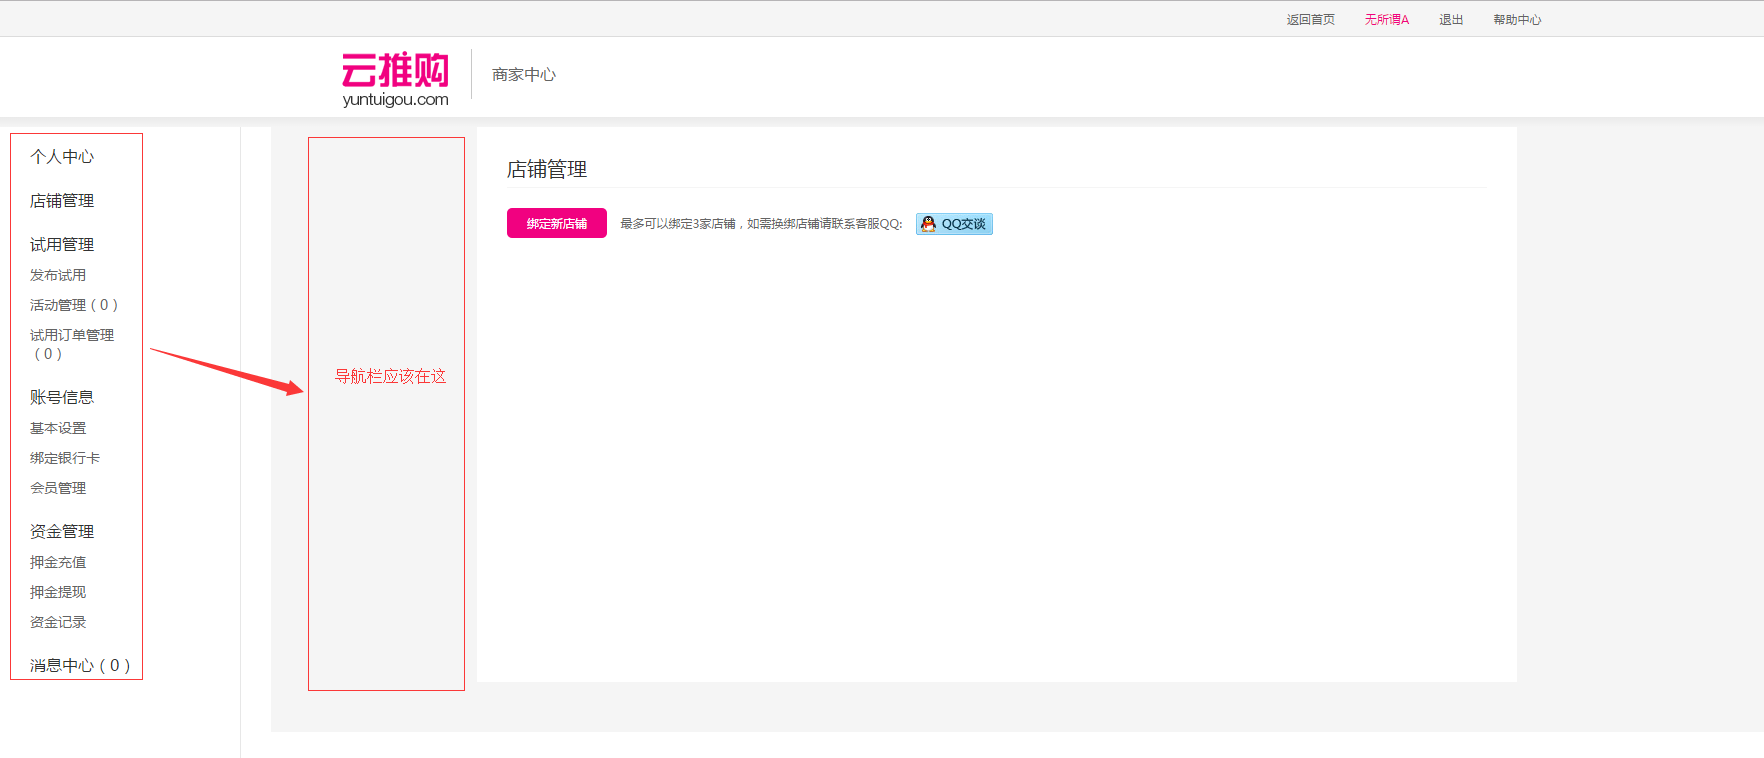 返回首页 无所谓A 退出 帮助中心
云推购
yuntuigou.com
商家中心
个人中心
店铺管理
试用管理
发布试用
活动管理（0）
试用订单管理
（0）
账号信息
基本设置
绑定银行卡
会员管理
资金管理
押金充值
押金提现
资金记录
消息中心（0）
导航栏应该在这
店铺管理
绑定新店铺 最多可以绑定3家店铺，如需换绑店铺请联系客服QQ: QQ交谈